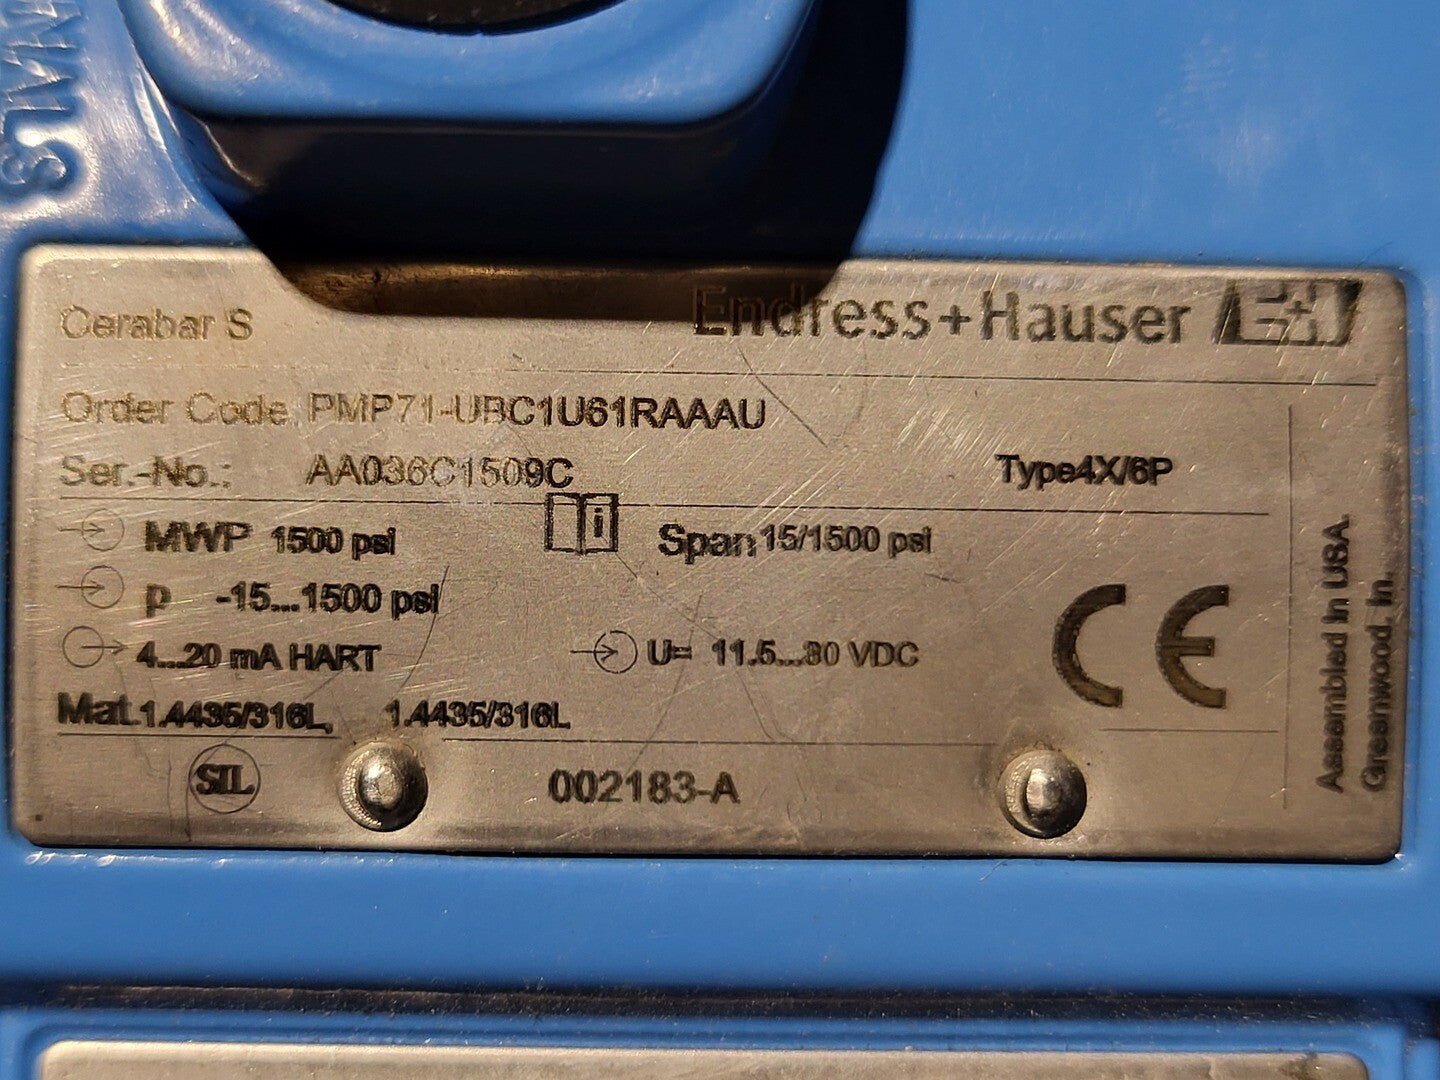 Cerabar S
Endress+Hauser
Order Code PMP71-UBC1U61RAAAU
Ser.-No.: AA036C1509C Type4X/6P
MWP 1500 psi Span 15/1500 psi
p -15...1500 psi
4...20 mA HART U= 11.5...30 VDC
Mat.1.4435/316L, 1.4435/316L
CE
SIL 002183-A
Assembled in USA.
Greenwood. In.